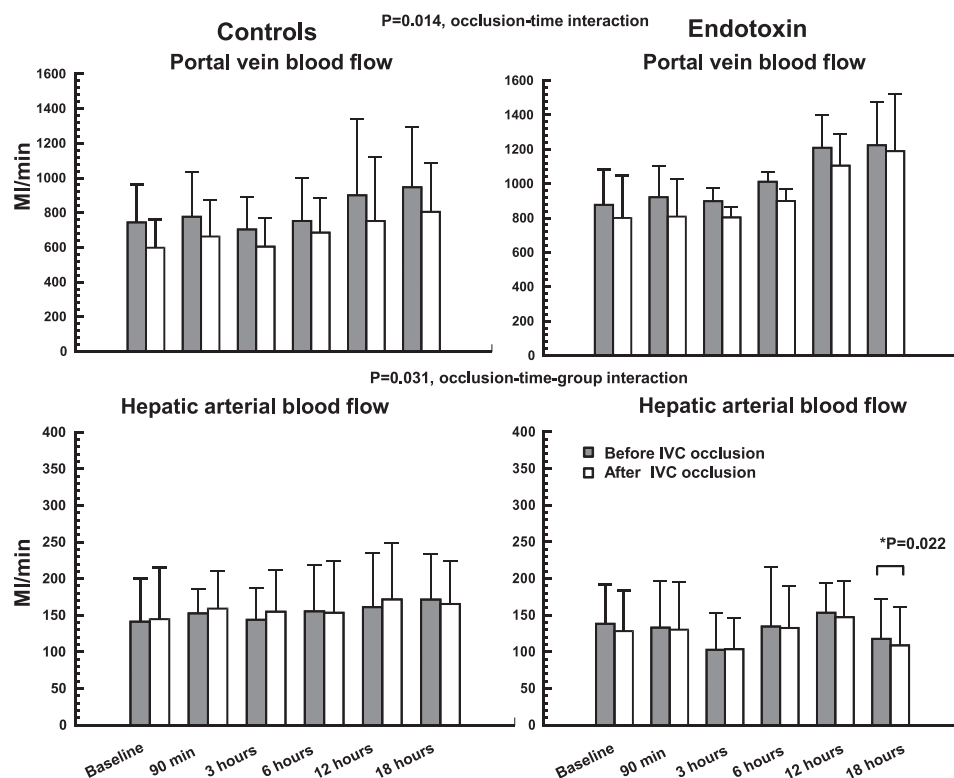 P=0.014, occlusion-time interaction
Controls
Endotoxin
Portal vein blood flow
Portal vein blood flow
Ml/min
1600
1400
1200
1000
800
600
400
200
0
1600
1400
1200
1000
800
600
400
200
0
P=0.031, occlusion-time-group interaction
Hepatic arterial blood flow
Hepatic arterial blood flow
Ml/min
400
350
300
250
200
150
100
50
0
400
350
300
250
200
150
100
50
0
Before IVC occlusion
After IVC occlusion
*P=0.022
Baseline
90 min
3 hours
6 hours
12 hours
18 hours
Baseline
90 min
3 hours
6 hours
12 hours
18 hours